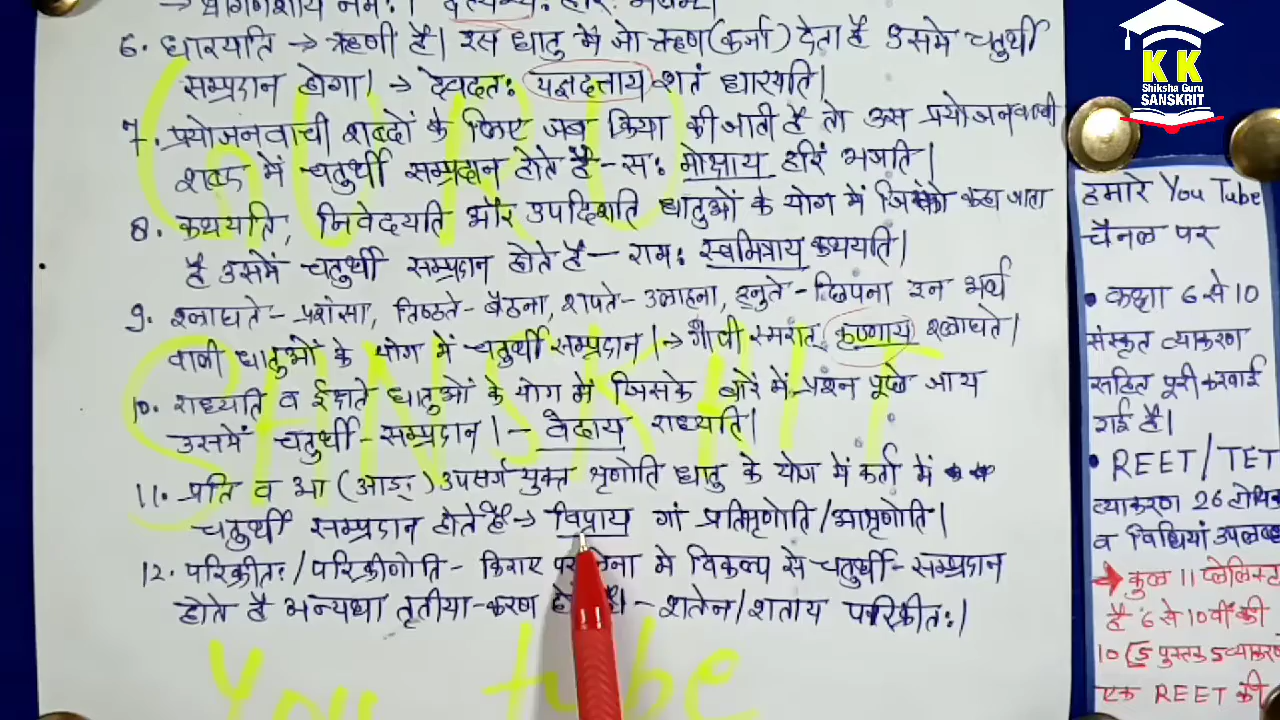 6. धारयति → ऋणी है। इस धातु में जो ऋण (कर्जा) देता है उसमे चतुर्थी
सम्प्रदान होगा। → देवदतः यज्ञदत्ताय शतं धारयति।
7. प्रयोजनवाची शब्दों के लिए जब क्रिया की जाती है तो उस प्रयोजनवाची
शब्द में चतुर्थी सम्प्रदान होते है - सः मोक्षाय हरिं भजति।
8. कथयति, निवेदयति और उपदिशति धातुओं के योग में जिसको कहा जाता
है उसमें चतुर्थी सम्प्रदान होते है - रामः स्वमित्राय कथयति।
9. श्लाघते - प्रशंसा, तिष्ठते - बैठना, शपते - उलाहना, ह्नुते - छिपना इन अर्थ
वाली धातुओं के योग में चतुर्थी सम्प्रदान। → गोपी स्मरात् कृष्णाय श्लाघते।
10. राध्यति व ईक्षते धातुओं के योग में जिसके बारे में प्रश्न पूछे जाय
उसमें चतुर्थी - सम्प्रदान। - वेदाय राध्यति।
11. प्रति व आ (आङ्) उपसर्ग युक्त श्रृणोति धातु के योग में कर्ता में
चतुर्थी सम्प्रदान होते है → विप्राय गां प्रतिश्रृणोति/आश्रृणोति।
12. परिक्रीतः/परिक्रीणोति - किराए पर लेना मे विकल्प से चतुर्थी - सम्प्रदान
होते है अन्यथा तृतीया - करण - शतेन/शताय परिक्रीतः।
GURU
SANSKRIT
You tube
KK
Shiksha Guru
SANSKRIT
हमारे You Tube
चैनल पर
• कक्षा 6 से 10
संस्कृत व्याकरण
सहित पूरी करवाई
गई है।
• REET/TET
व्याकरण 26 टोपिक
व विधियां उपलब्ध
→ कुल 11 प्लेलिस्ट
है 6 से 10 वीं की
10 (5 पुस्तक 5 व्याकरण
एक REET की